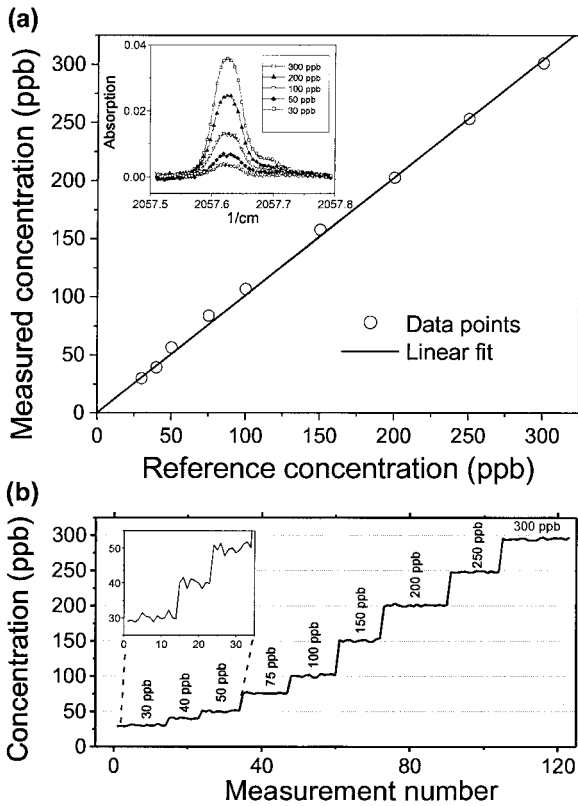 (a)
Measured concentration (ppb)
300
250
200
150
100
50
0
0 50 100 150 200 250 300
Reference concentration (ppb)
Absorption
0.04
0.02
0.00
2057.5 2057.6 2057.7 2057.8
1/cm
300 ppb
200 ppb
100 ppb
50 ppb
30 ppb
Data points
Linear fit
(b)
Concentration (ppb)
300
250
200
150
100
50
0
0 40 80 120
Measurement number
50
40
30
0 10 20 30
30 ppb
40 ppb
50 ppb
75 ppb
100 ppb
150 ppb
200 ppb
250 ppb
300 ppb